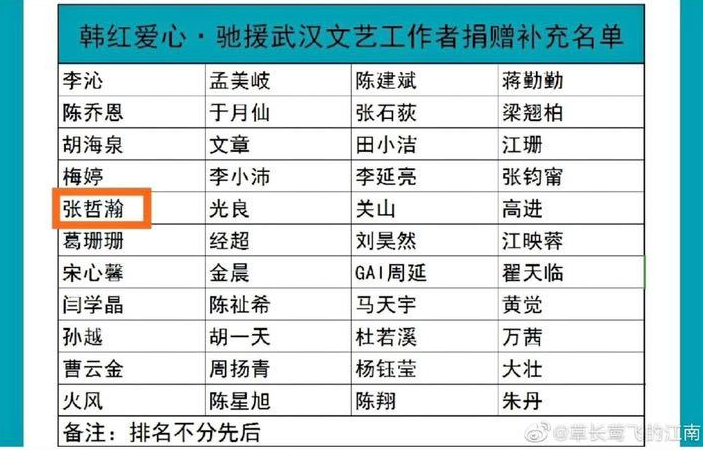 韩红爱心·驰援武汉文艺工作者捐赠补充名单
李沁 孟美岐 陈建斌 蒋勤勤
陈乔恩 于月仙 张石荻 梁翘柏
胡海泉 文章 田小洁 江珊
梅婷 李小沛 李延亮 张钧甯
张哲瀚 光良 关山 高进
葛珊珊 经超 刘昊然 江映蓉
宋心馨 金晨 GAI周延 翟天临
闫学晶 陈祉希 马天宇 黄觉
孙越 胡一天 杜若溪 万茜
曹云金 周扬青 杨钰莹 大壮
火风 陈星旭 陈翔 朱丹
备注：排名不分先后
@草长莺飞的江南